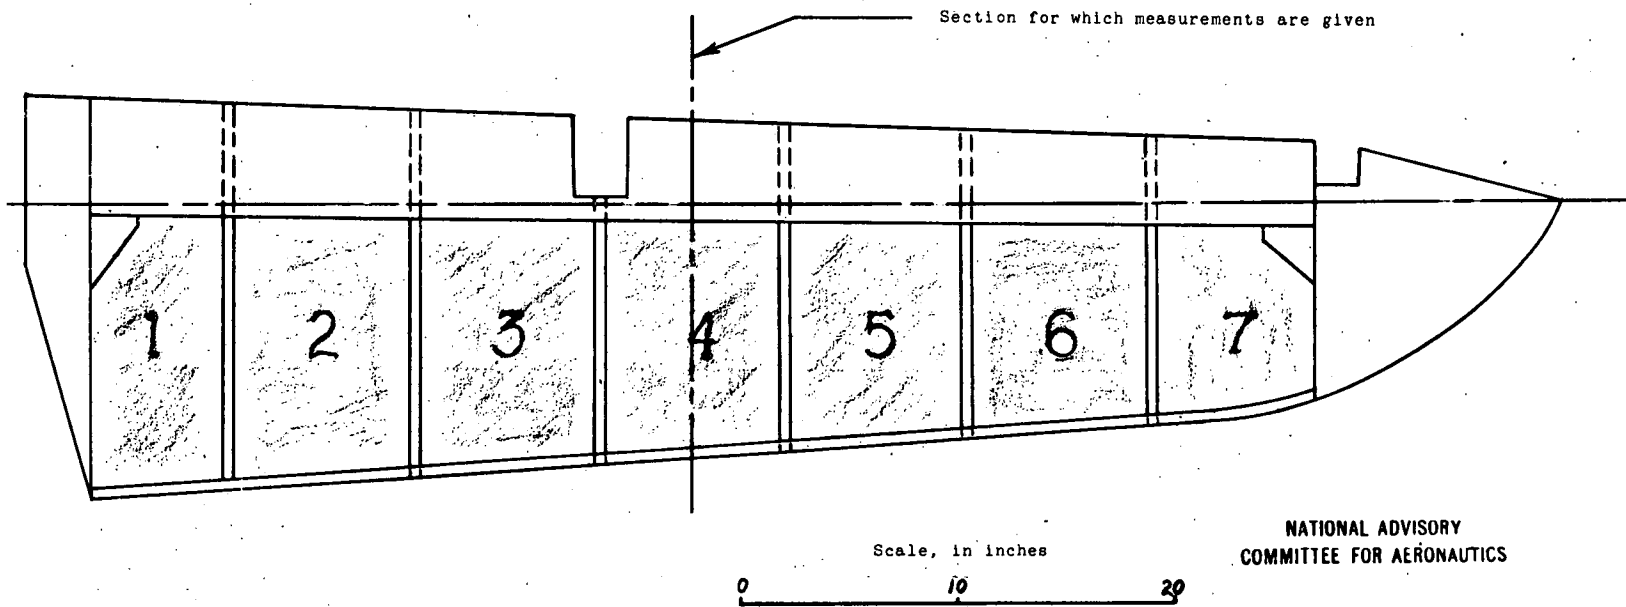 Section for which measurements are given
1 2 3 4 5 6 7
NATIONAL ADVISORY
COMMITTEE FOR AERONAUTICS
Scale, in inches
0 10 20